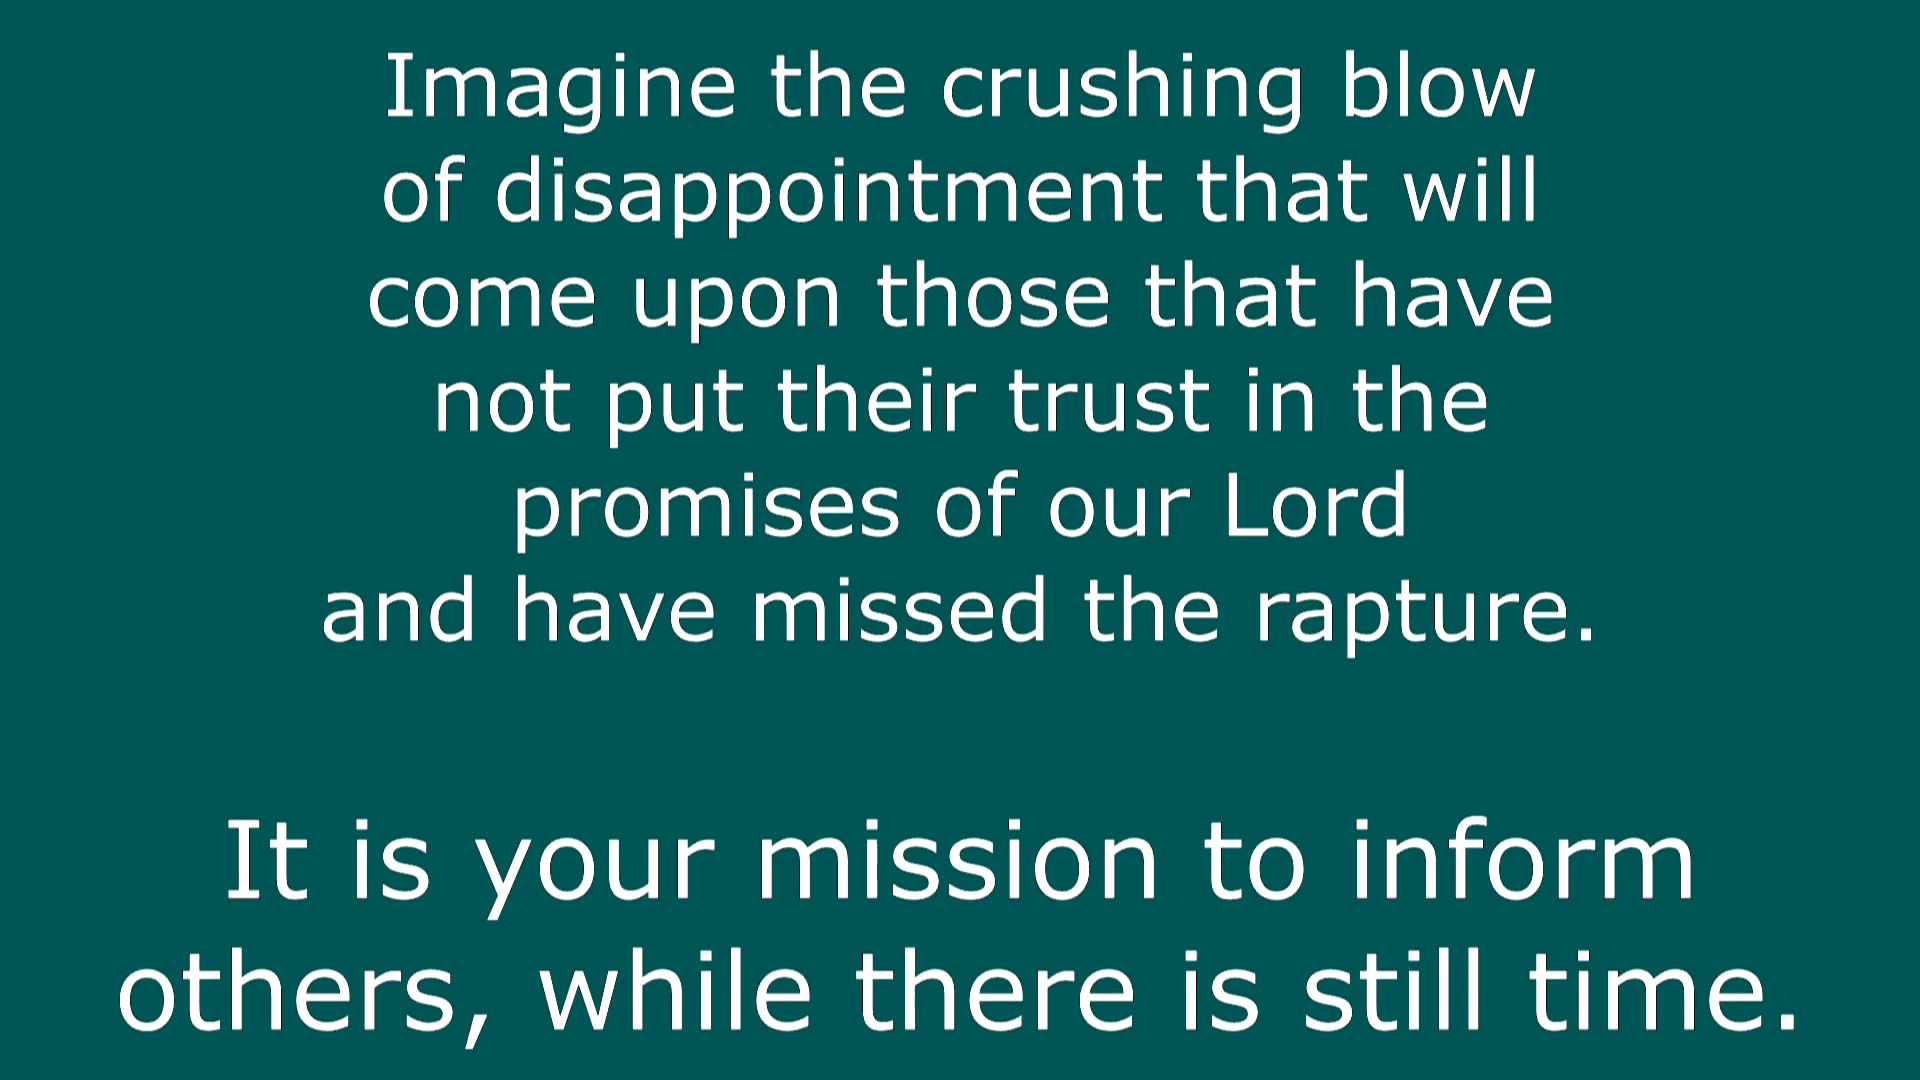 Imagine the crushing blow
of disappointment that will
come upon those that have
not put their trust in the
promises of our Lord
and have missed the rapture.
It is your mission to inform
others, while there is still time.